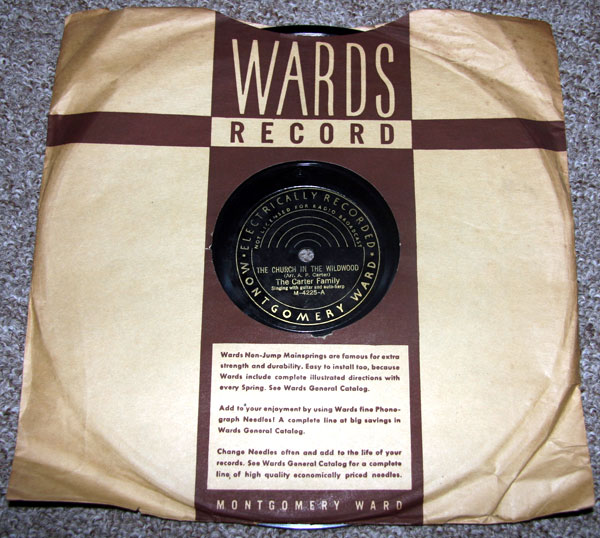 WARDS
RECORD
ELECTRICALLY RECORDED
NOT LICENSED FOR RADIO BROADCAST
THE CHURCH IN THE WILDWOOD
(Arr. A. P. Carter)
The Carter Family
Singing with guitar and auto-harp
M-4225-A
MONTGOMERY WARD
Wards Non-Jump Mainsprings are famous for extra
strength and durability. Easy to install too, because
Wards include complete illustrated directions with
every Spring. See Wards General Catalog.
Add to your enjoyment by using Wards fine Phono-
graph Needles! A complete line at big savings in
Wards General Catalog.
Change Needles often and add to the life of your
records. See Wards General Catalog for a complete
line of high quality economically priced needles.
MONTGOMERY WARD